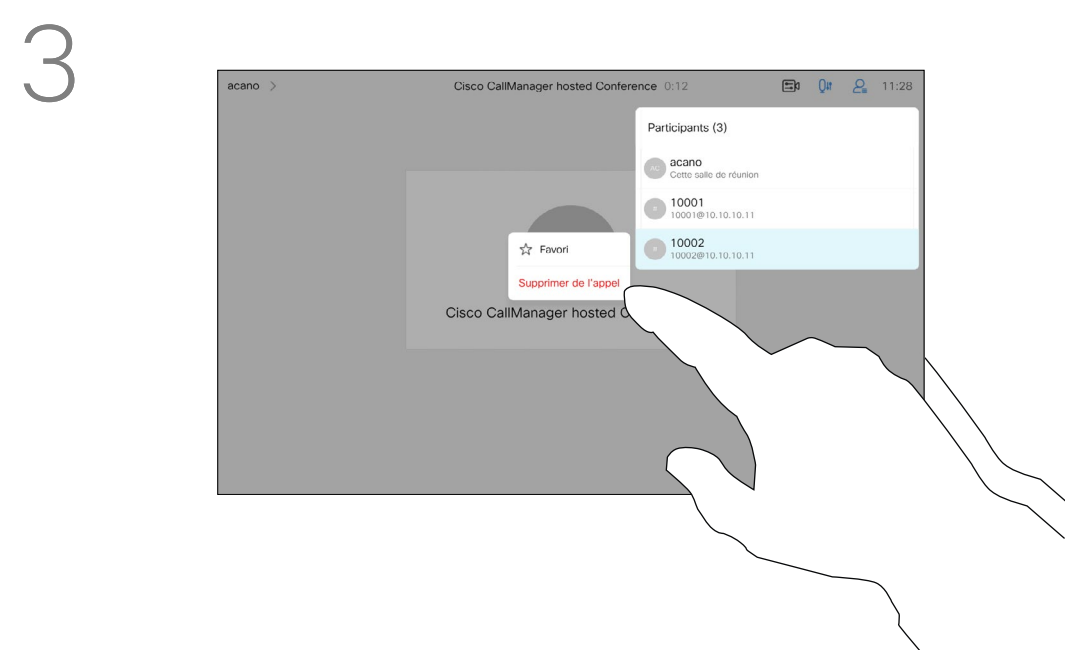 3
acano >
Cisco CallManager hosted Conference 0:12
11:28
Participants (3)
AC
acano
Cette salle de réunion
10001
10001@10.10.10.11
10002
10002@10.10.10.11
Favori
Supprimer de l'appel
Cisco CallManager hosted